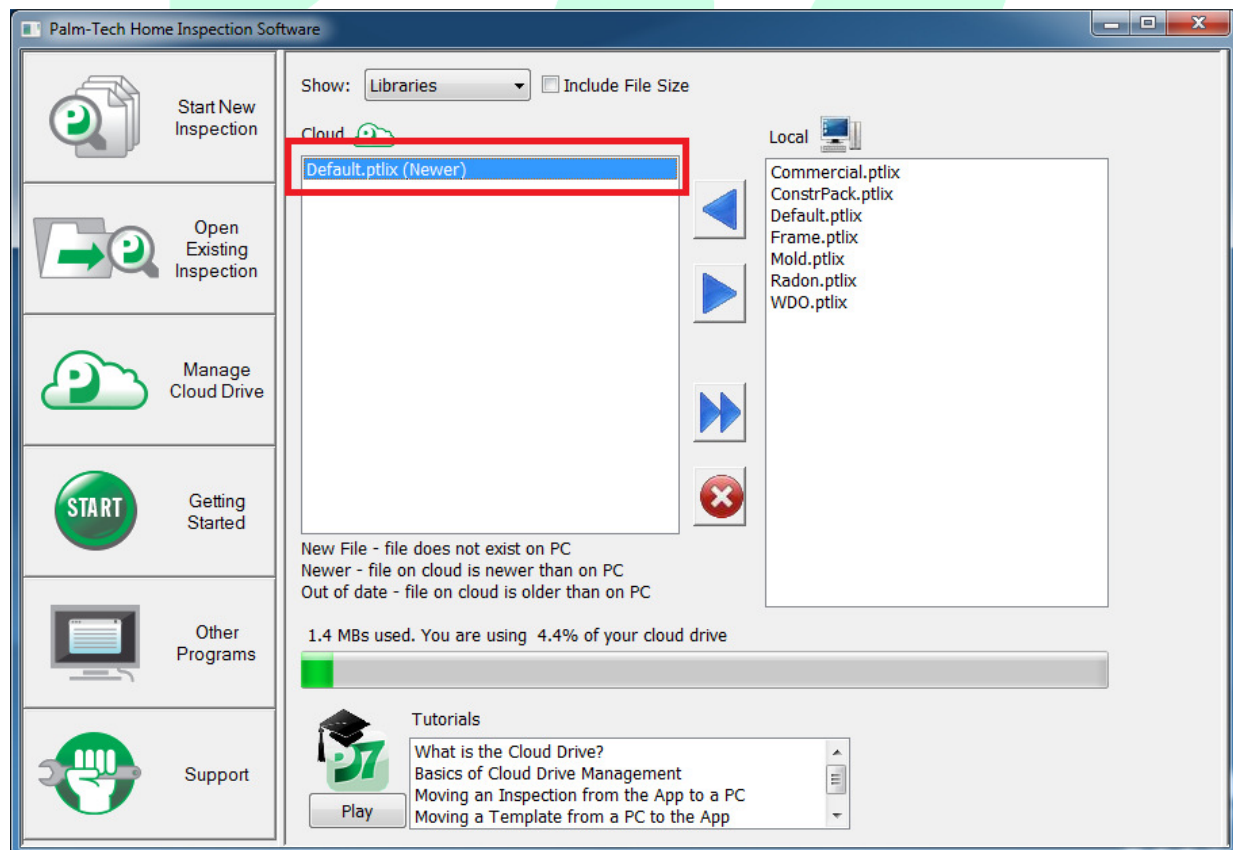 Palm-Tech Home Inspection Software
Start New
Inspection
Open
Existing
Inspection
Manage
Cloud Drive
START
Getting
Started
Other
Programs
Support
Show: Libraries Include File Size
Cloud
Default.ptlix (Newer)
Local
Commercial.ptlix
ConstrPack.ptlix
Default.ptlix
Frame.ptlix
Mold.ptlix
Radon.ptlix
WDO.ptlix
New File - file does not exist on PC
Newer - file on cloud is newer than on PC
Out of date - file on cloud is older than on PC
1.4 MBs used. You are using 4.4% of your cloud drive
P7
Play
Tutorials
What is the Cloud Drive?
Basics of Cloud Drive Management
Moving an Inspection from the App to a PC
Moving a Template from a PC to the App